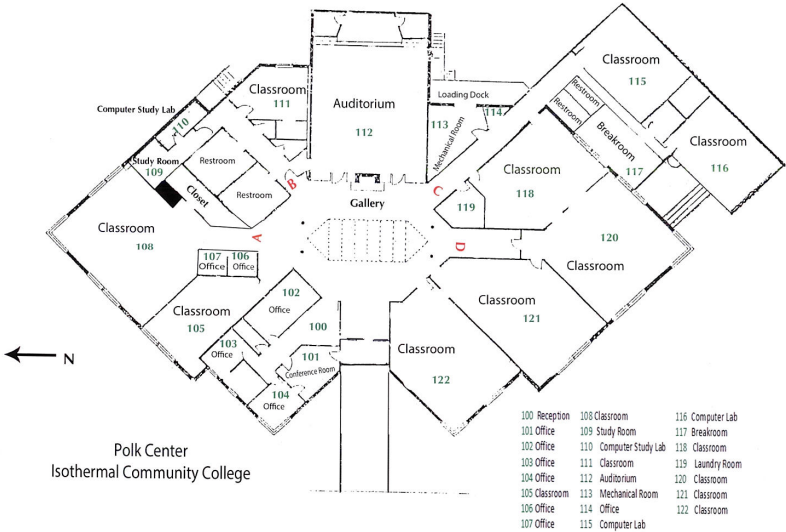 Classroom
115
Classroom
111
Auditorium
112
Loading Dock
Restroom
Restroom
Computer Study Lab
110
113
114
Mechanical Room
Breakroom
117
Classroom
116
Study Room
109
Restroom
Restroom
Closet
B
Gallery
C
119
Classroom
118
Classroom
108
A
D
120
Classroom
107
Office
106
Office
102
Office
100
Classroom
105
103
Office
101
Conference Room
104
Office
Classroom
121
Classroom
122
N
Polk Center
Isothermal Community College
100 Reception
101 Office
102 Office
103 Office
104 Office
105 Classroom
106 Office
107 Office
108 Classroom
109 Study Room
110 Computer Study Lab
111 Classroom
112 Auditorium
113 Mechanical Room
114 Office
115 Computer Lab
116 Computer Lab
117 Breakroom
118 Classroom
119 Laundry Room
120 Classroom
121 Classroom
122 Classroom